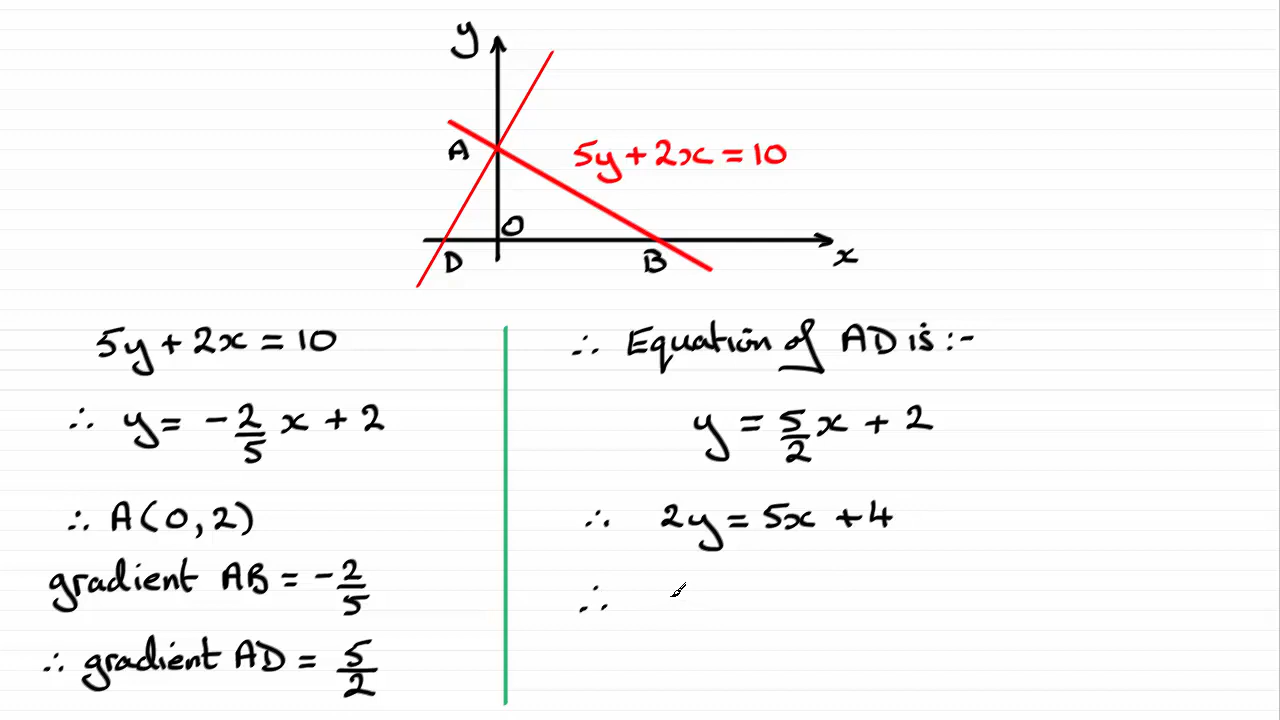 y
A
5y + 2x = 10
O
D
B
x
5y + 2x = 10
∴ y = -2/5 x + 2
∴ A(0, 2)
gradient AB = -2/5
∴ gradient AD = 5/2
∴ Equation of AD is :-
y = 5/2 x + 2
∴ 2y = 5x + 4
∴